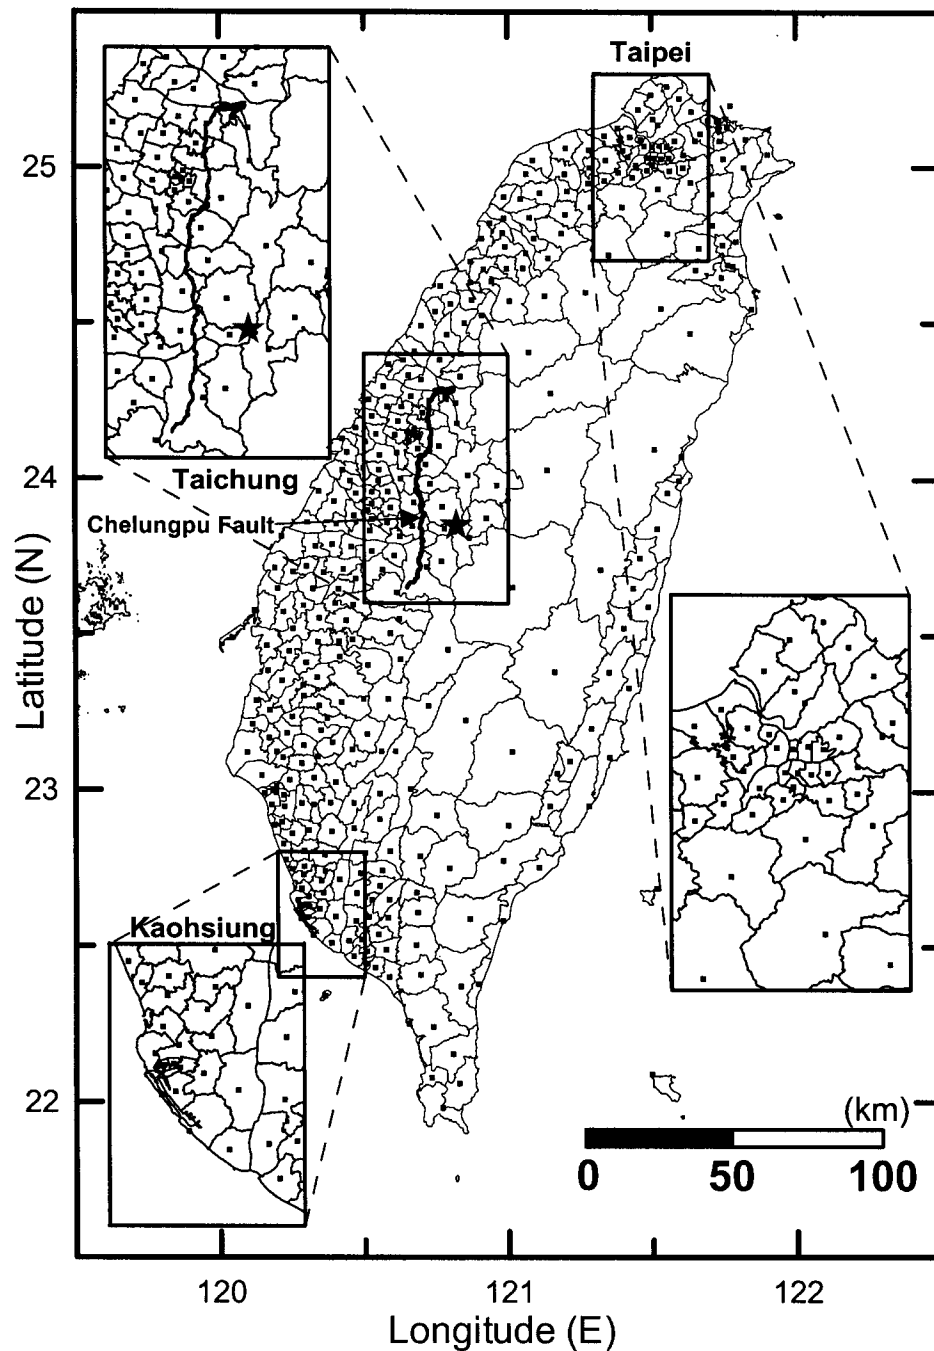 Taipei
25
Taichung
24
Chelungpu Fault
Latitude (N)
23
Kaohsiung
22
(km)
0 50 100
120 121 122
Longitude (E)